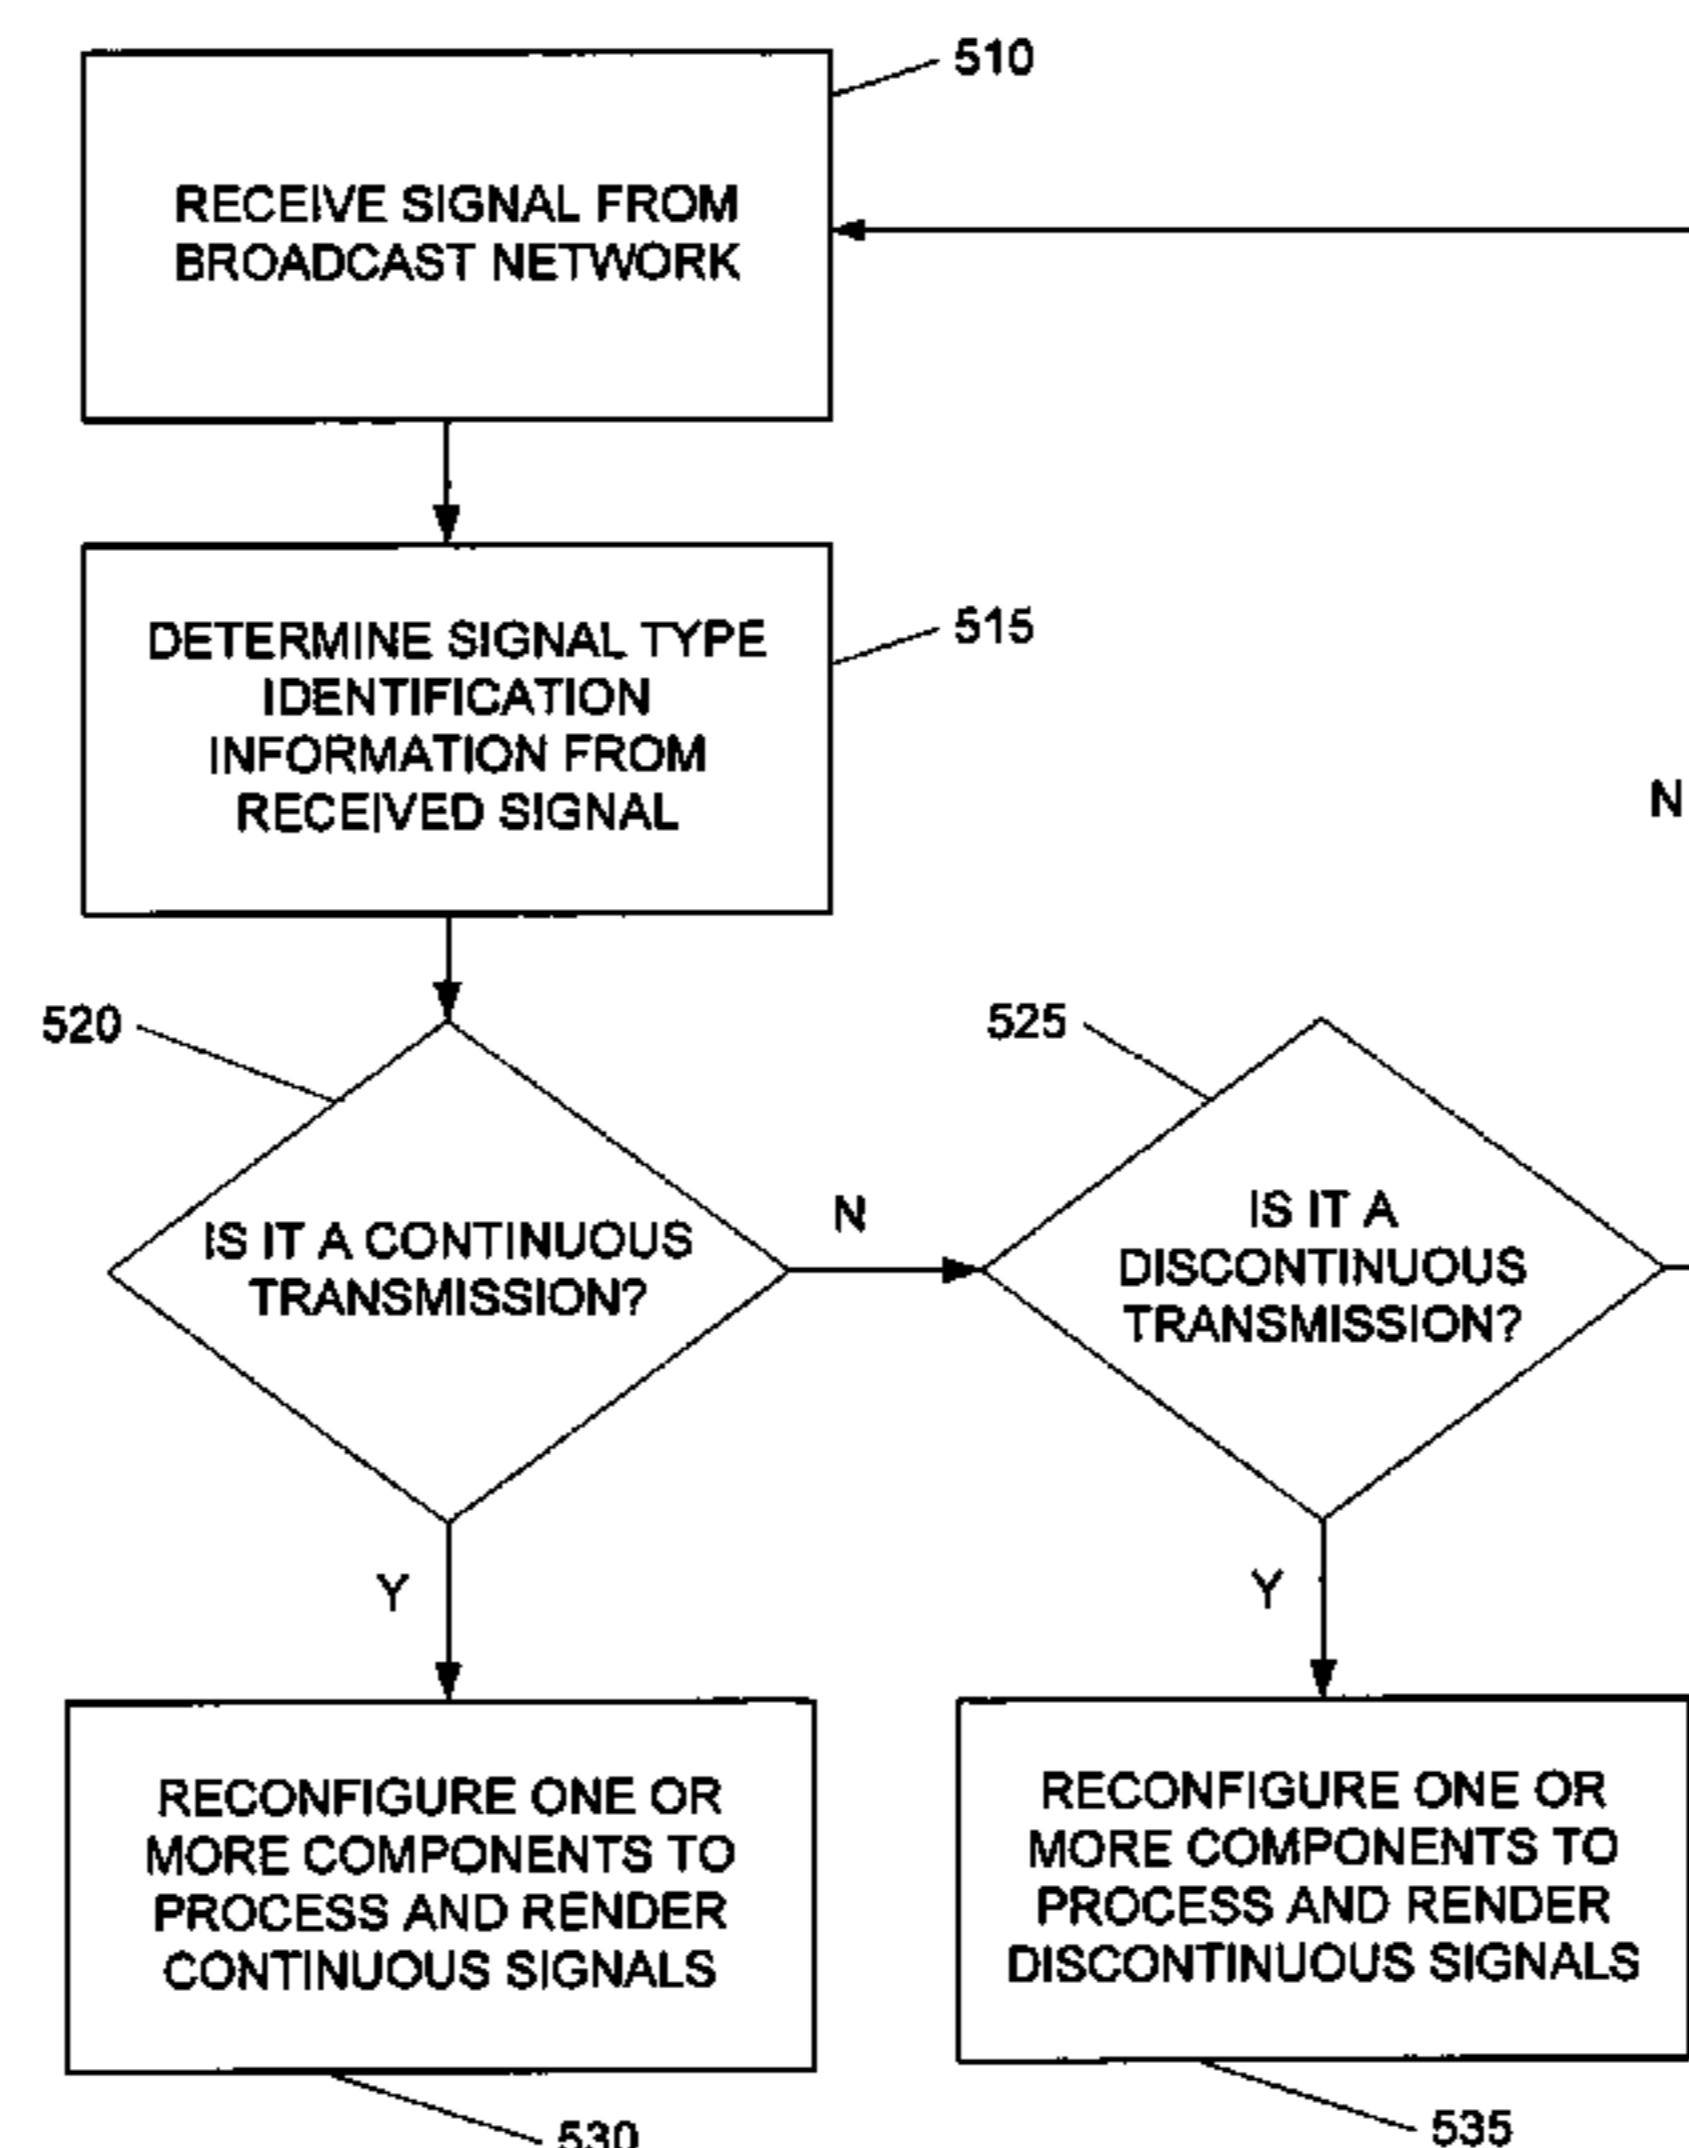 510
RECEIVE SIGNAL FROM
BROADCAST NETWORK
515
DETERMINE SIGNAL TYPE
IDENTIFICATION
INFORMATION FROM
RECEIVED SIGNAL
N
520
525
IS IT A CONTINUOUS
TRANSMISSION?
N
IS IT A
DISCONTINUOUS
TRANSMISSION?
Y
Y
RECONFIGURE ONE OR
MORE COMPONENTS TO
PROCESS AND RENDER
CONTINUOUS SIGNALS
RECONFIGURE ONE OR
MORE COMPONENTS TO
PROCESS AND RENDER
DISCONTINUOUS SIGNALS
530
535